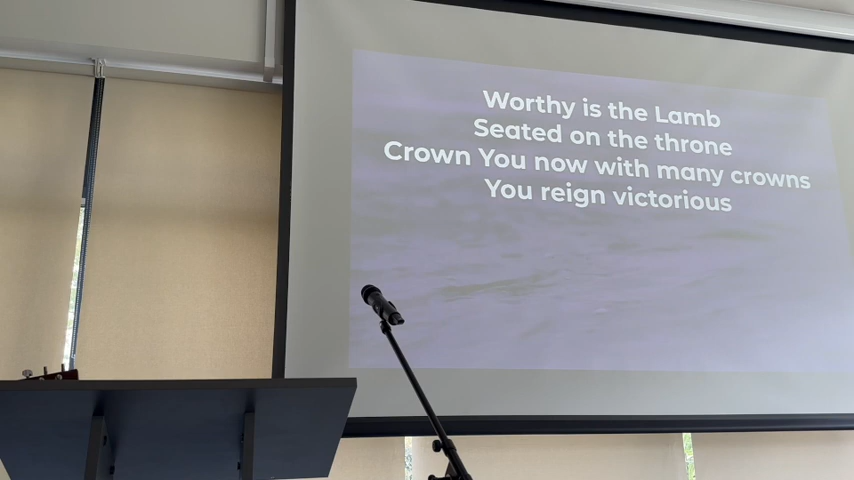 Worthy is the Lamb
Seated on the throne
Crown You now with many crowns
You reign victorious